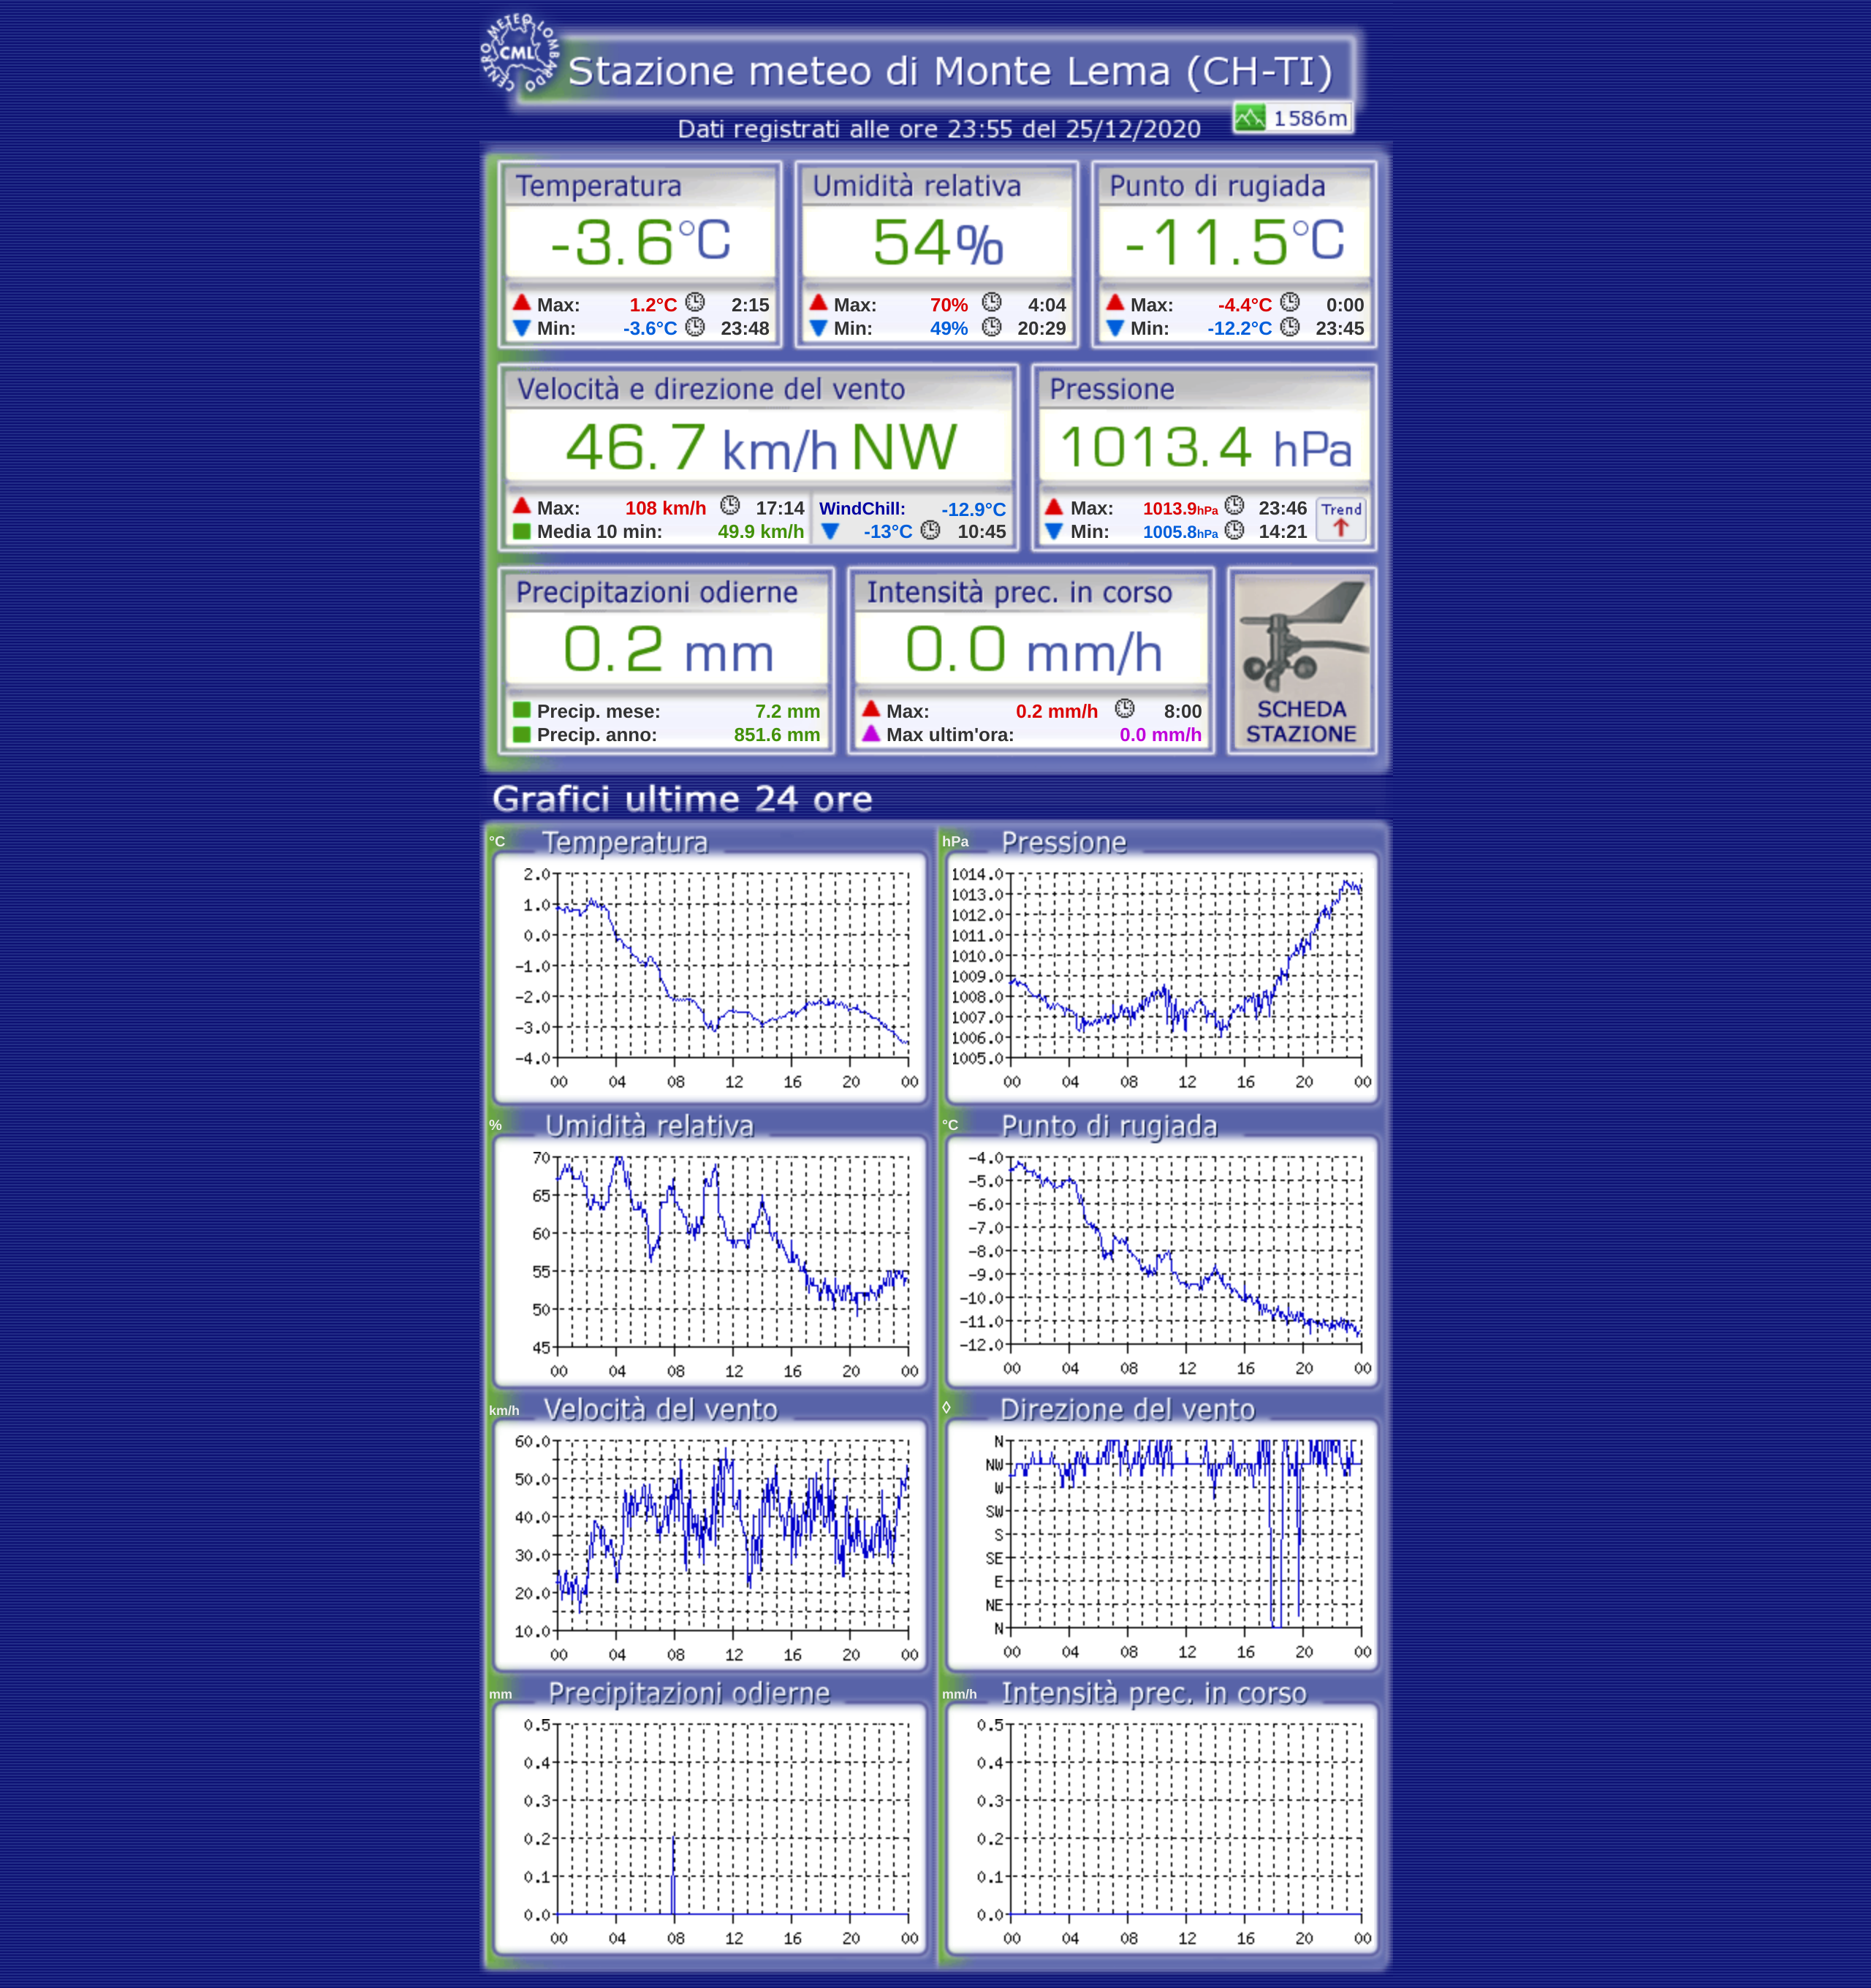 CENTRO METEO LOMBARDO
CML
Stazione meteo di Monte Lema (CH-TI)
1586m
Dati registrati alle ore 23:55 del 25/12/2020
Temperatura
-3.6°C
Max: 1.2°C 2:15
Min: -3.6°C 23:48
Umidità relativa
54%
Max: 70% 4:04
Min: 49% 20:29
Punto di rugiada
-11.5°C
Max: -4.4°C 0:00
Min: -12.2°C 23:45
Velocità e direzione del vento
46.7 km/h NW
Max: 108 km/h 17:14
Media 10 min: 49.9 km/h
WindChill: -12.9°C
-13°C 10:45
Pressione
1013.4 hPa
Max: 1013.9hPa 23:46
Min: 1005.8hPa 14:21
Trend
Precipitazioni odierne
0.2 mm
Precip. mese: 7.2 mm
Precip. anno: 851.6 mm
Intensità prec. in corso
0.0 mm/h
Max: 0.2 mm/h 8:00
Max ultim'ora: 0.0 mm/h
SCHEDA
STAZIONE
Grafici ultime 24 ore
°C Temperatura
2.0
1.0
0.0
-1.0
-2.0
-3.0
-4.0
00 04 08 12 16 20 00
hPa Pressione
1014.0
1013.0
1012.0
1011.0
1010.0
1009.0
1008.0
1007.0
1006.0
1005.0
00 04 08 12 16 20 00
% Umidità relativa
70
65
60
55
50
45
00 04 08 12 16 20 00
°C Punto di rugiada
-4.0
-5.0
-6.0
-7.0
-8.0
-9.0
-10.0
-11.0
-12.0
00 04 08 12 16 20 00
km/h Velocità del vento
60.0
50.0
40.0
30.0
20.0
10.0
00 04 08 12 16 20 00
◊ Direzione del vento
N
NW
W
SW
S
SE
E
NE
N
00 04 08 12 16 20 00
mm Precipitazioni odierne
0.5
0.4
0.3
0.2
0.1
0.0
00 04 08 12 16 20 00
mm/h Intensità prec. in corso
0.5
0.4
0.3
0.2
0.1
0.0
00 04 08 12 16 20 00